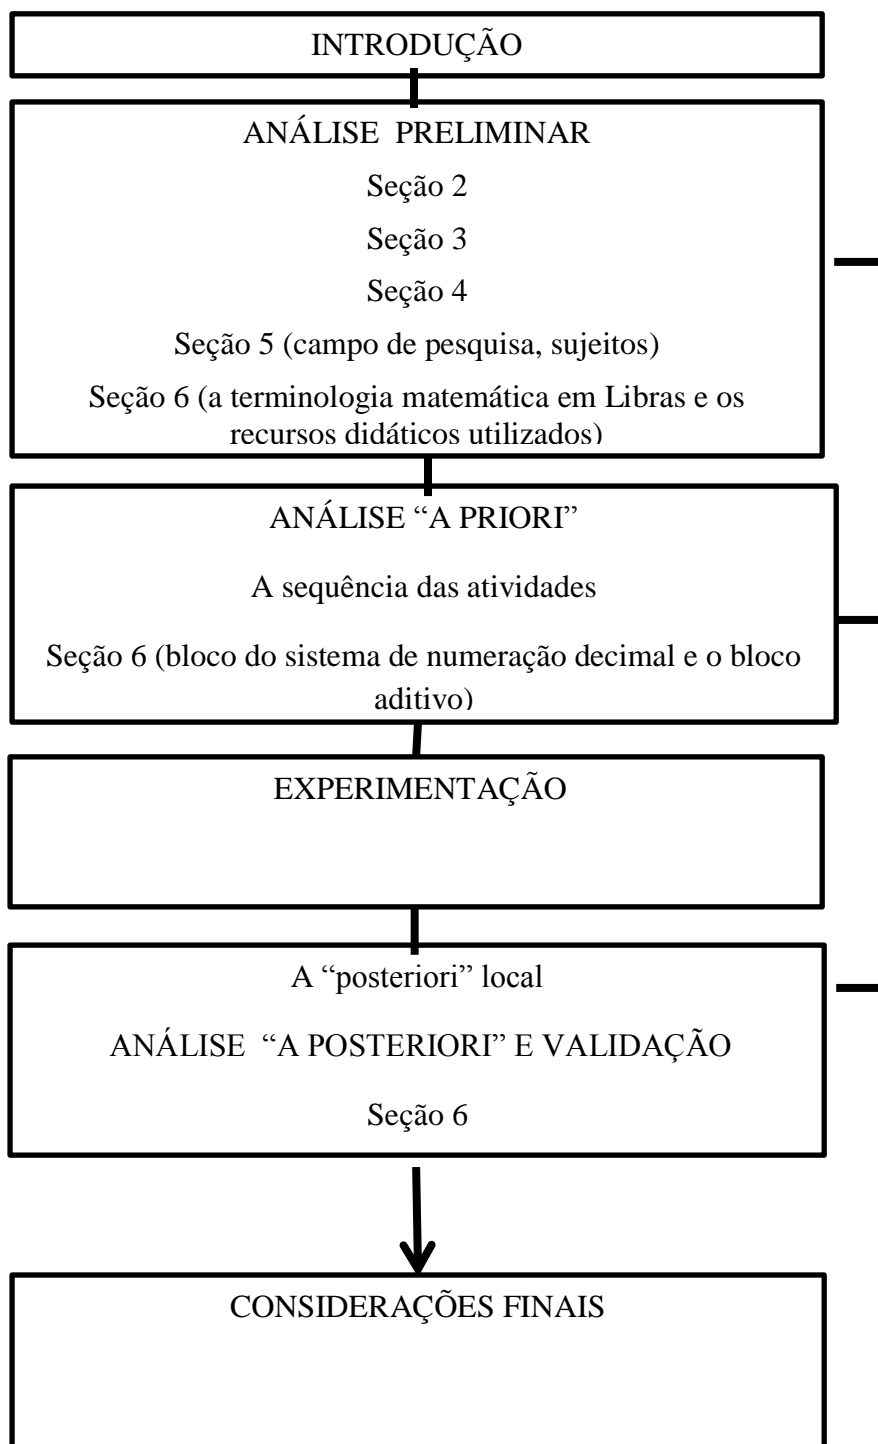 INTRODUÇÃO
ANÁLISE PRELIMINAR
Seção 2
Seção 3
Seção 4
Seção 5 (campo de pesquisa, sujeitos)
Seção 6 (a terminologia matemática em Libras e os
recursos didáticos utilizados)
ANÁLISE “A PRIORI”
A sequência das atividades
Seção 6 (bloco do sistema de numeração decimal e o bloco
aditivo)
EXPERIMENTAÇÃO
A “posteriori” local
ANÁLISE “A POSTERIORI” E VALIDAÇÃO
Seção 6
CONSIDERAÇÕES FINAIS